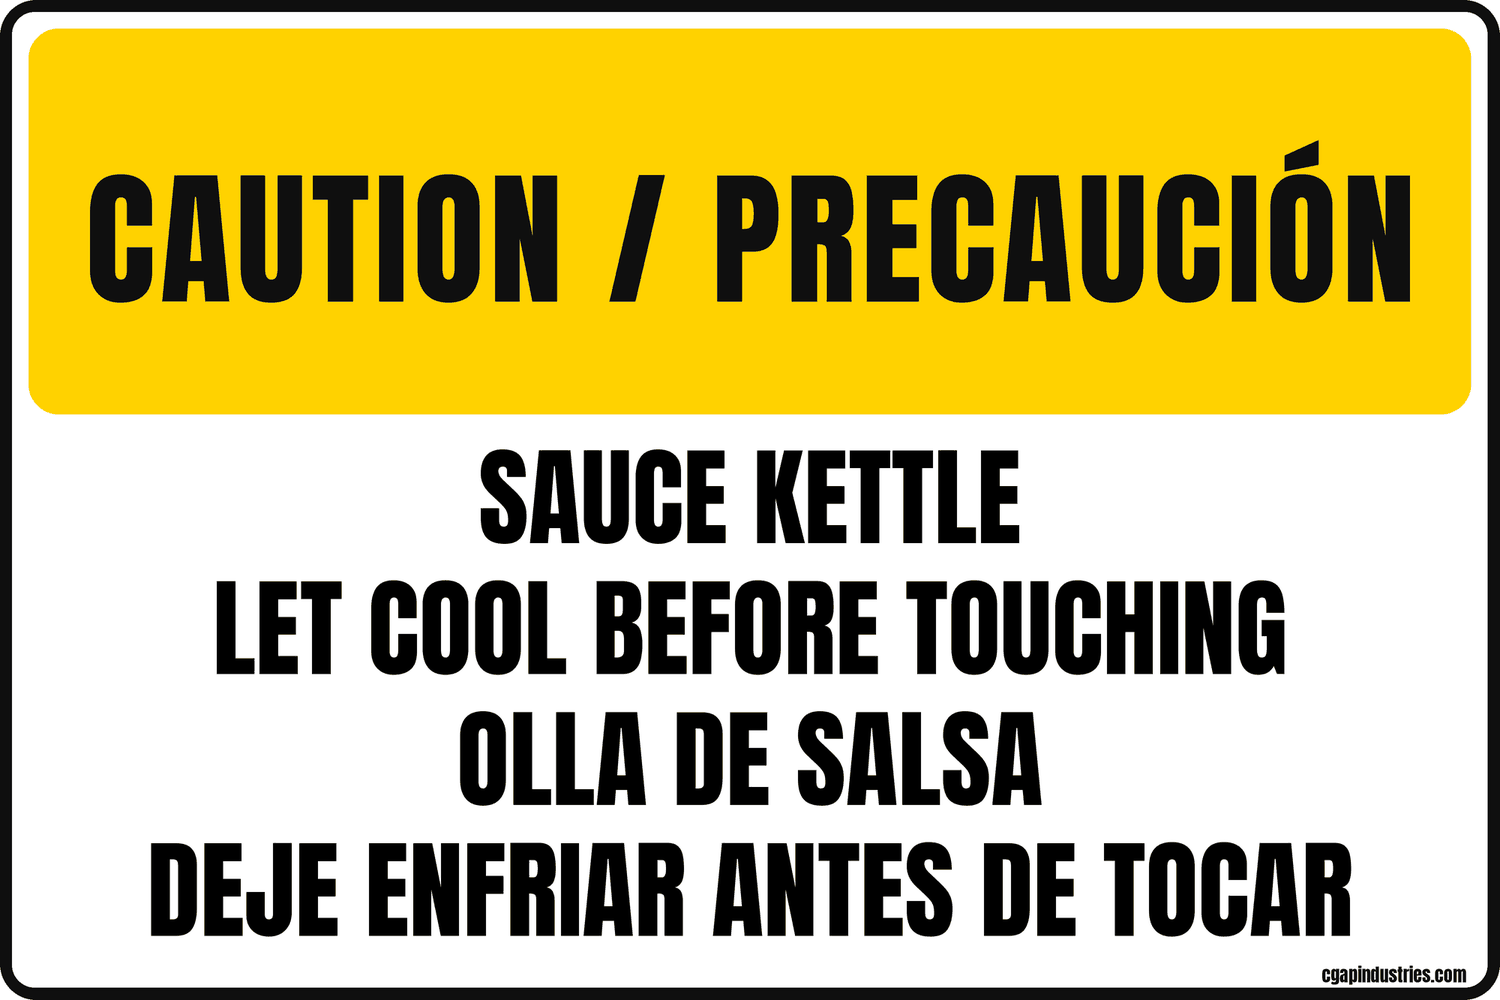 CAUTION / PRECAUCIÓN
SAUCE KETTLE
LET COOL BEFORE TOUCHING
OLLA DE SALSA
DEJE ENFRIAR ANTES DE TOCAR
cgapindustries.com